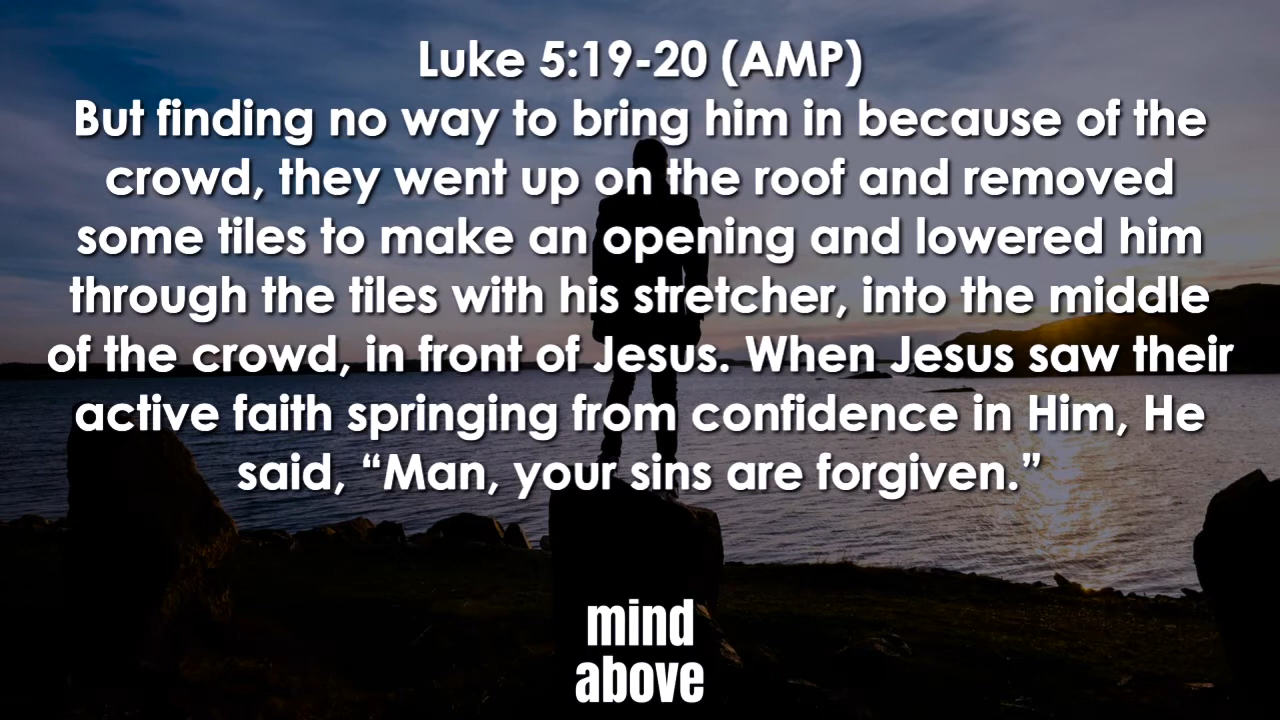 Luke 5:19-20 (AMP)
But finding no way to bring him in because of the
crowd, they went up on the roof and removed
some tiles to make an opening and lowered him
through the tiles with his stretcher, into the middle
of the crowd, in front of Jesus. When Jesus saw their
active faith springing from confidence in Him, He
said, “Man, your sins are forgiven.”
mind
above